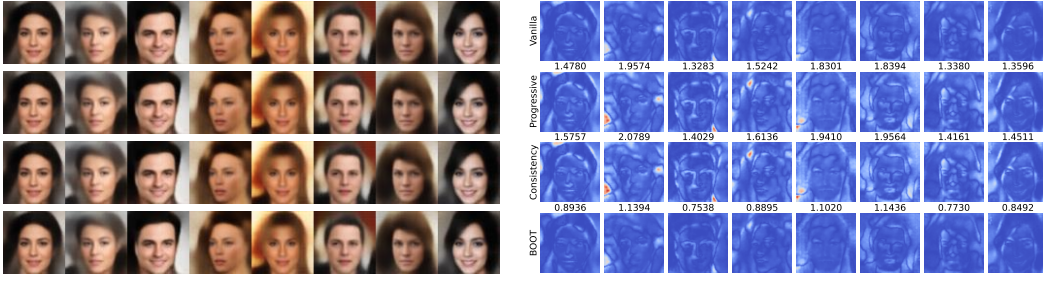 Vanilla
1.4780 1.9574 1.3283 1.5242 1.8301 1.8394 1.3380 1.3596
Progressive
1.5757 2.0789 1.4029 1.6136 1.9410 1.9564 1.4161 1.4511
Consistency
0.8936 1.1394 0.7538 0.8895 1.1020 1.1436 0.7730 0.8492
BOOT